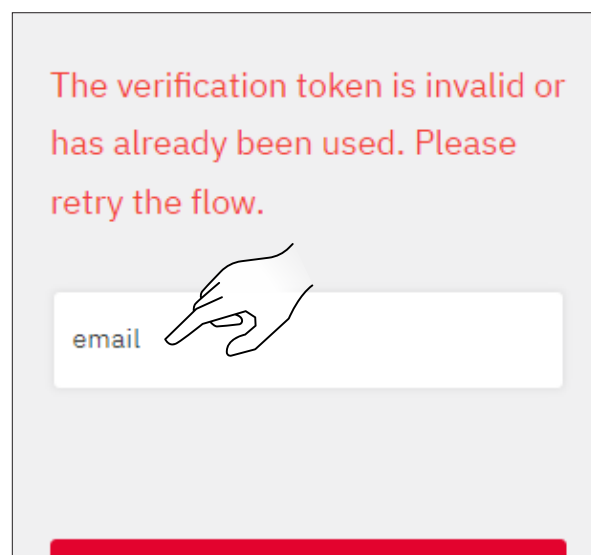 The verification token is invalid or
has already been used. Please
retry the flow.
email